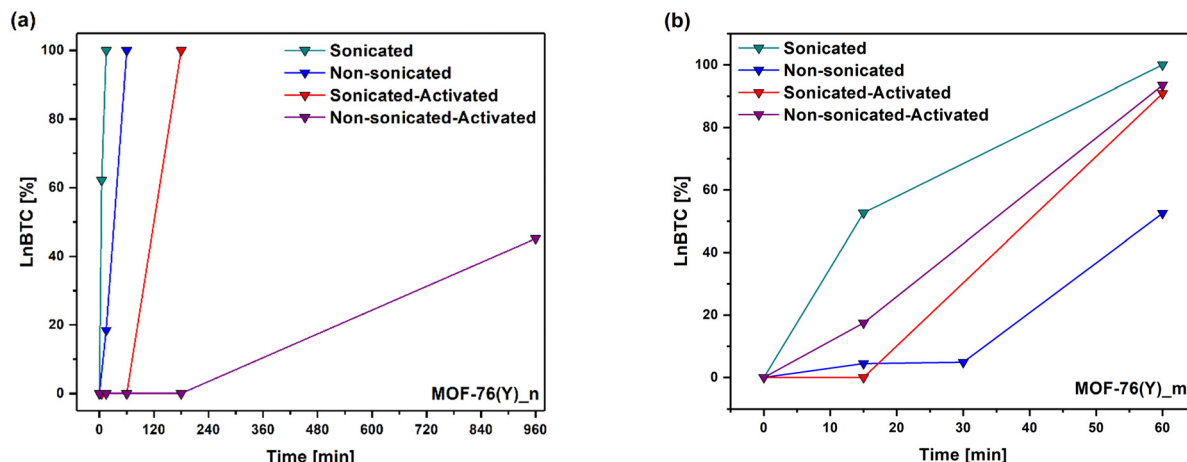 (a)
100
80
60
40
20
0
LnBTC [%]
Sonicated
Non-sonicated
Sonicated-Activated
Non-sonicated-Activated
MOF-76(Y)_n
0 120 240 360 480 600 720 840 960
Time [min]
(b)
100
80
60
40
20
0
LnBTC [%]
Sonicated
Non-sonicated
Sonicated-Activated
Non-sonicated-Activated
MOF-76(Y)_m
0 10 20 30 40 50 60
Time [min]